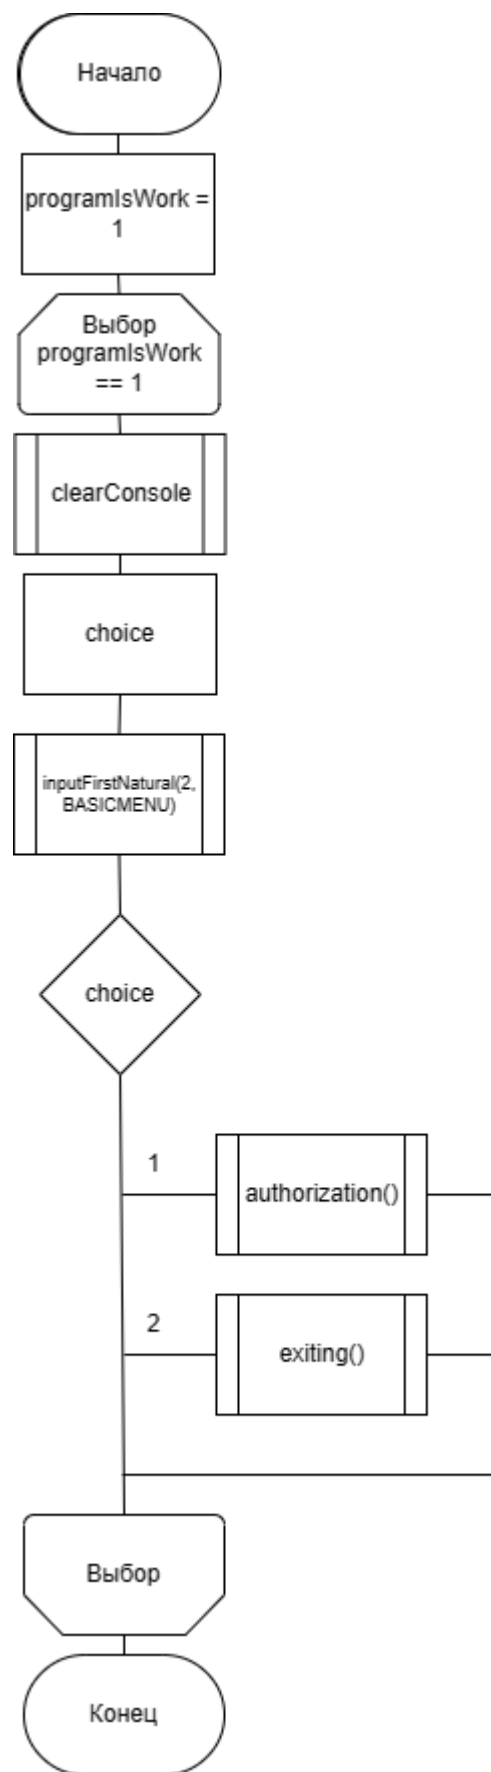 Начало
programIsWork =
1
Выбор
programIsWork
== 1
clearConsole
choice
inputFirstNatural(2,
BASICMENU)
choice
1
authorization()
2
exiting()
Выбор
Конец